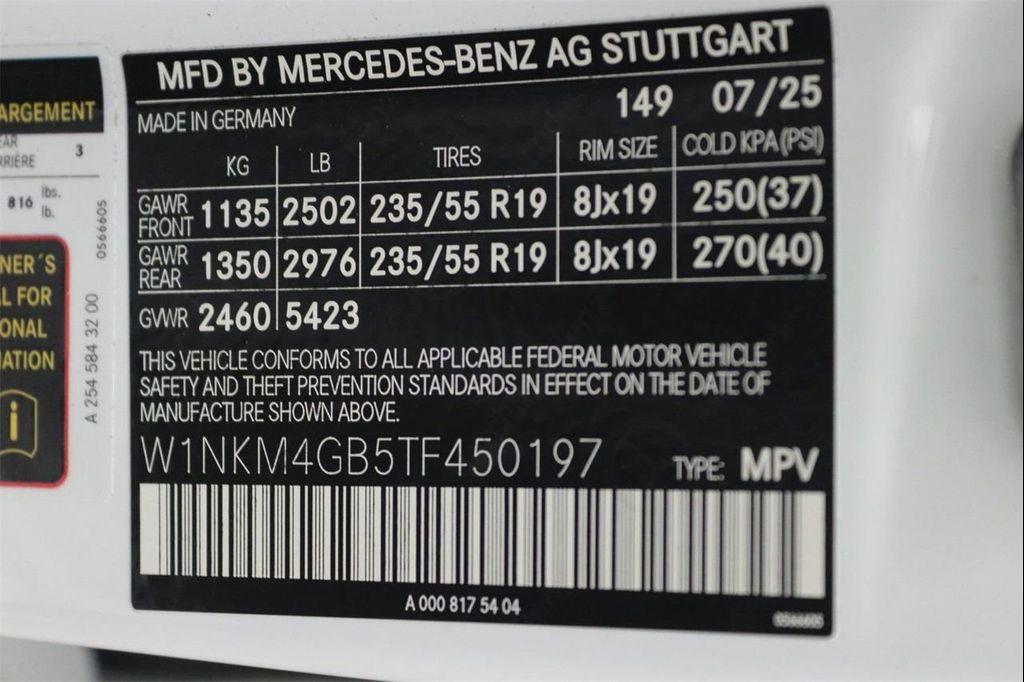 MFD BY MERCEDES-BENZ AG STUTTGART
149 07/25
MADE IN GERMANY
KG LB TIRES RIM SIZE COLD KPA(PSI)
GAWR FRONT 1135 2502 235/55 R19 8Jx19 250(37)
GAWR REAR 1350 2976 235/55 R19 8Jx19 270(40)
GVWR 2460 5423
THIS VEHICLE CONFORMS TO ALL APPLICABLE FEDERAL MOTOR VEHICLE
SAFETY AND THEFT PREVENTION STANDARDS IN EFFECT ON THE DATE OF
MANUFACTURE SHOWN ABOVE.
W1NKM4GB5TF450197 TYPE: MPV
A 000 817 54 04
0566605
ARGEMENT
EAR
RRIÈRE 3
816 lbs.
lb.
NER´S
L FOR
ONAL
ATION
i
0566605
A 254 584 32 00